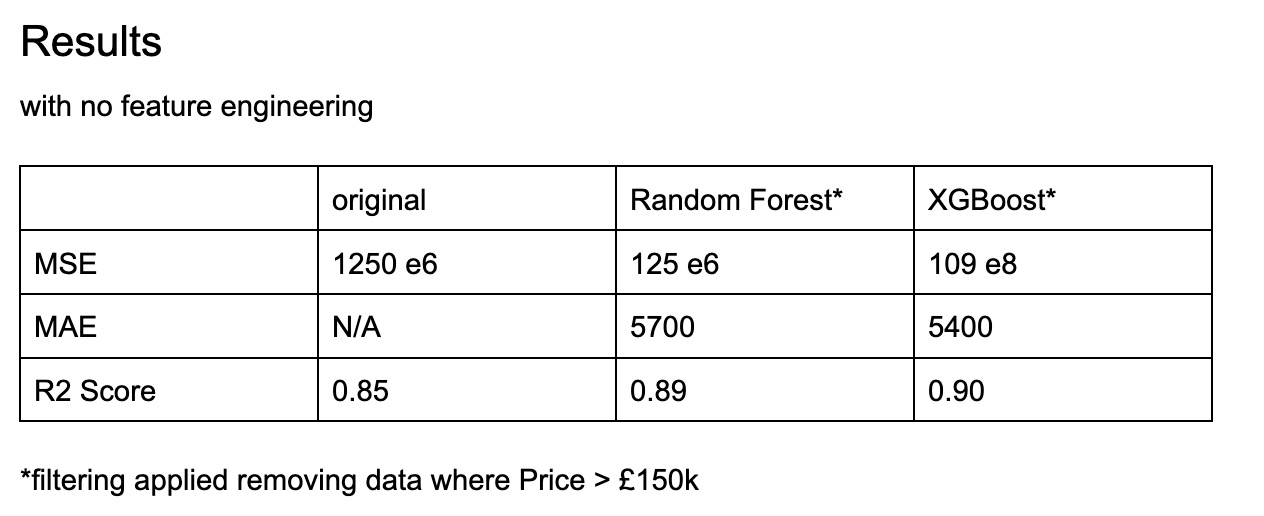 Results
with no feature engineering
original Random Forest* XGBoost*
MSE 1250 e6 125 e6 109 e8
MAE N/A 5700 5400
R2 Score 0.85 0.89 0.90
*filtering applied removing data where Price > £150k